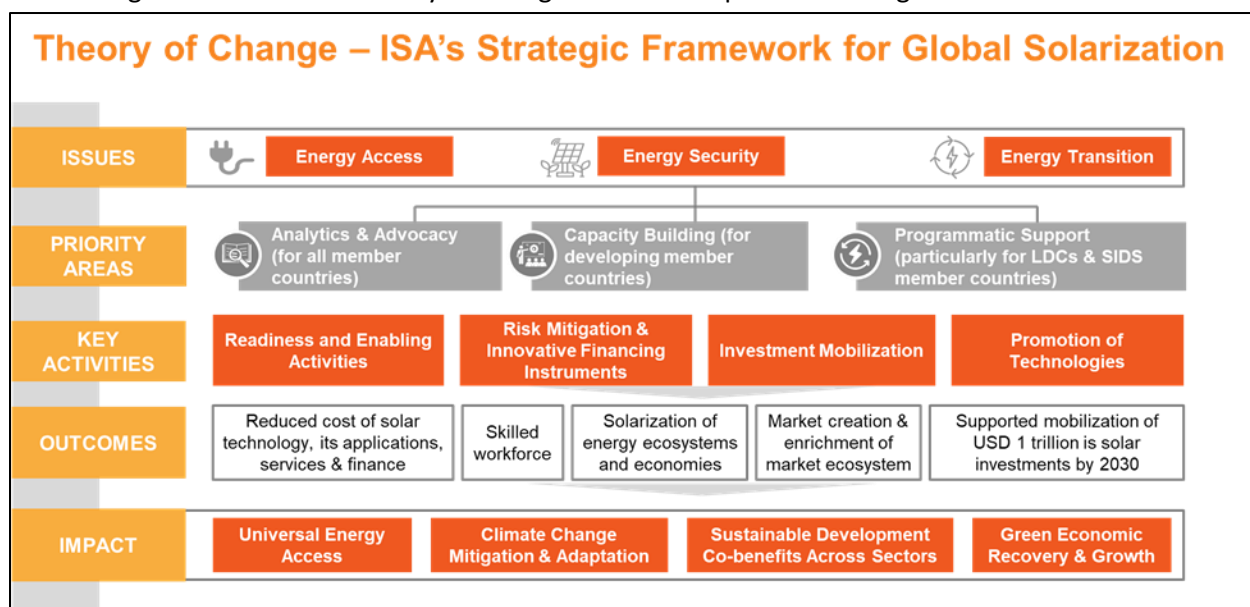 Theory of Change – ISA's Strategic Framework for Global Solarization
ISSUES
Energy Access
Energy Security
Energy Transition
PRIORITY
AREAS
Analytics & Advocacy
(for all member
countries)
Capacity Building (for
developing member
countries)
Programmatic Support
(particularly for LDCs & SIDS
member countries)
KEY
ACTIVITIES
Readiness and Enabling
Activities
Risk Mitigation &
Innovative Financing
Instruments
Investment Mobilization
Promotion of
Technologies
OUTCOMES
Reduced cost of solar
technology, its applications,
services & finance
Skilled
workforce
Solarization of
energy ecosystems
and economies
Market creation &
enrichment of
market ecosystem
Supported mobilization of
USD 1 trillion is solar
investments by 2030
IMPACT
Universal Energy
Access
Climate Change
Mitigation & Adaptation
Sustainable Development
Co-benefits Across Sectors
Green Economic
Recovery & Growth